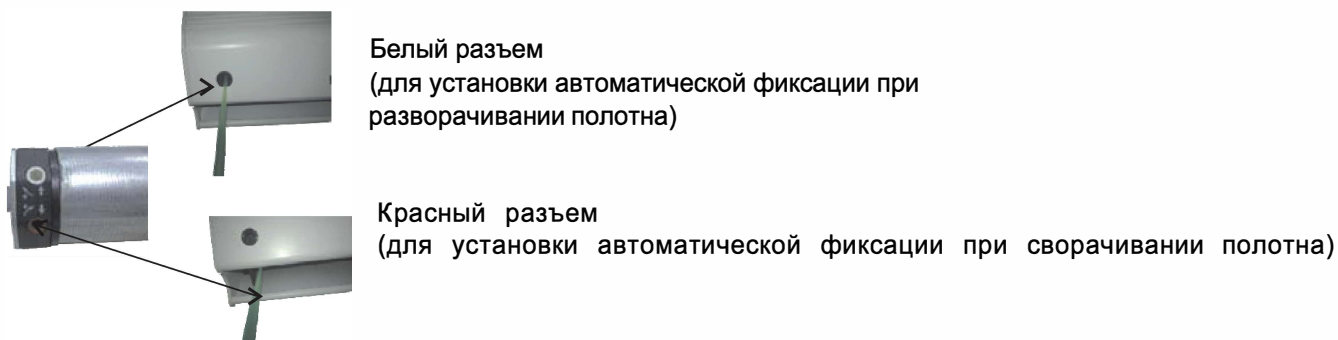 Белый разъем
(для установки автоматической фиксации при
разворачивании полотна)
Красный разъем
(для установки автоматической фиксации при сворачивании полотна)